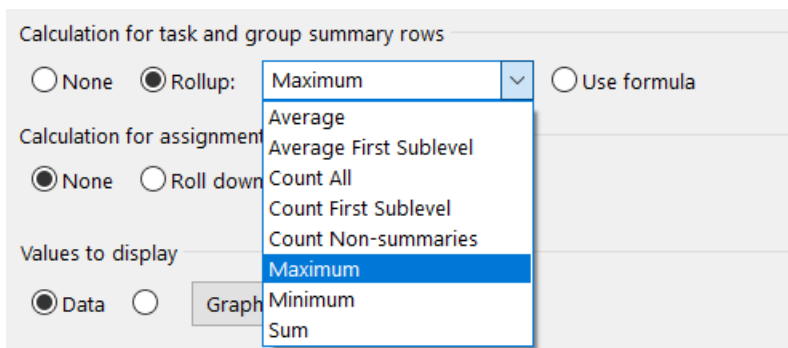 Calculation for task and group summary rows
None Rollup: Maximum Use formula
Average
Average First Sublevel
Calculation for assignment
Count All
None Roll down
Count First Sublevel
Count Non-summaries
Values to display
Maximum
Data Graph
Minimum
Sum